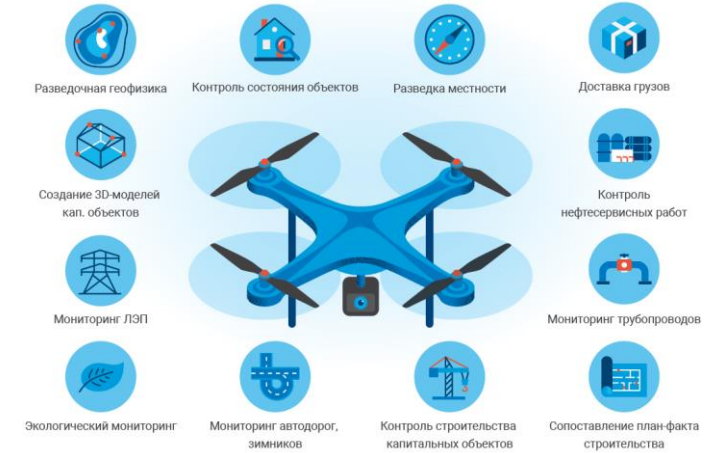 Разведочная геофизика
Контроль состояния объектов
Разведка местности
Доставка грузов
Создание 3D-моделей
кап. объектов
Контроль
нефтесервисных работ
Мониторинг ЛЭП
Мониторинг трубопроводов
Экологический мониторинг
Мониторинг автодорог,
зимников
Контроль строительства
капитальных объектов
Сопоставление план-факта
строительства